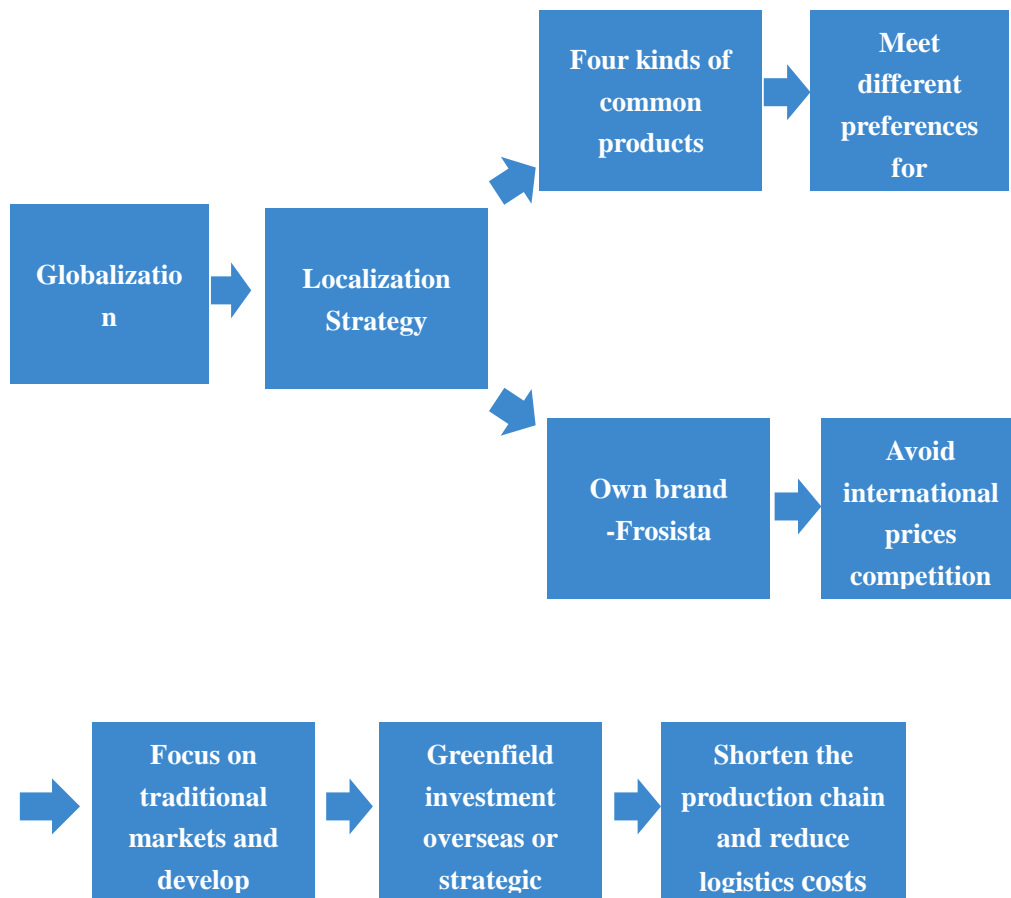 Four kinds of
common
products
Meet
different
preferences
for
Globalizatio
n
Localization
Strategy
Own brand
-Frosista
Avoid
international
prices
competition
Focus on
traditional
markets and
develop
Greenfield
investment
overseas or
strategic
Shorten the
production chain
and reduce
logistics costs